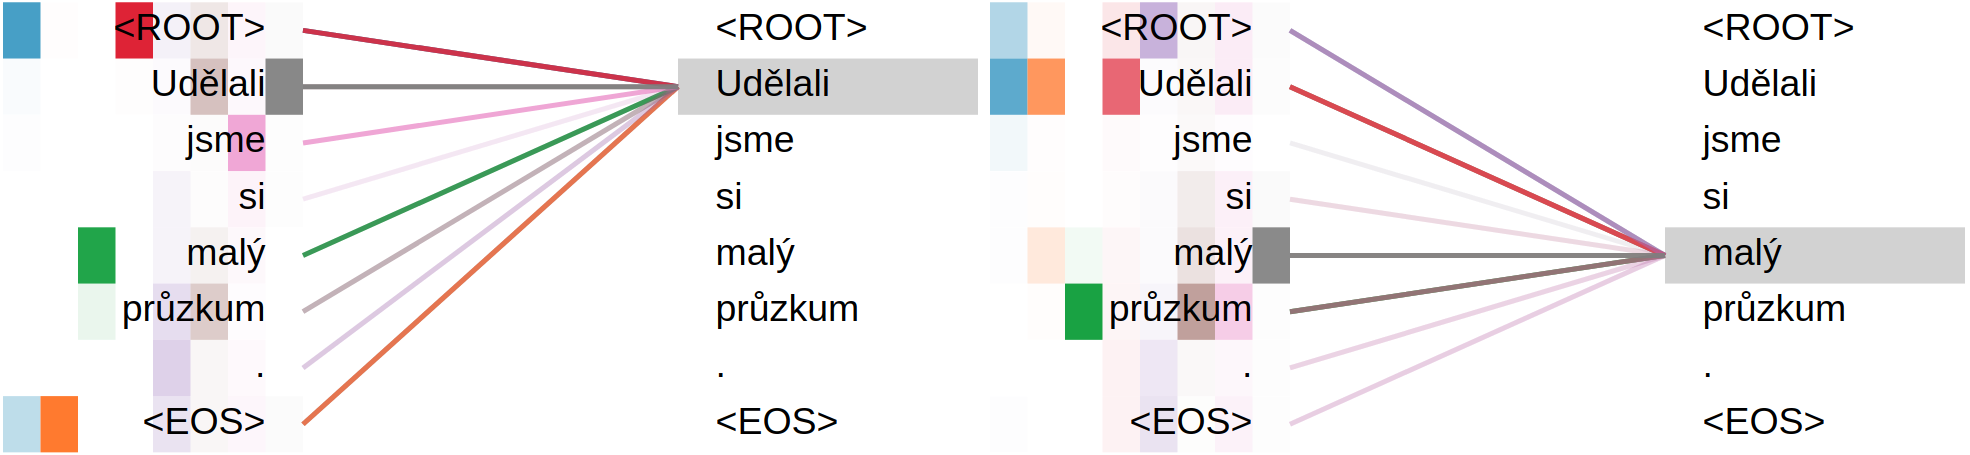 <ROOT> <ROOT> <ROOT> <ROOT>
Udělali Udělali Udělali Udělali
jsme jsme jsme jsme
si si si si
malý malý malý malý
průzkum průzkum průzkum průzkum
. . . .
<EOS> <EOS> <EOS> <EOS>